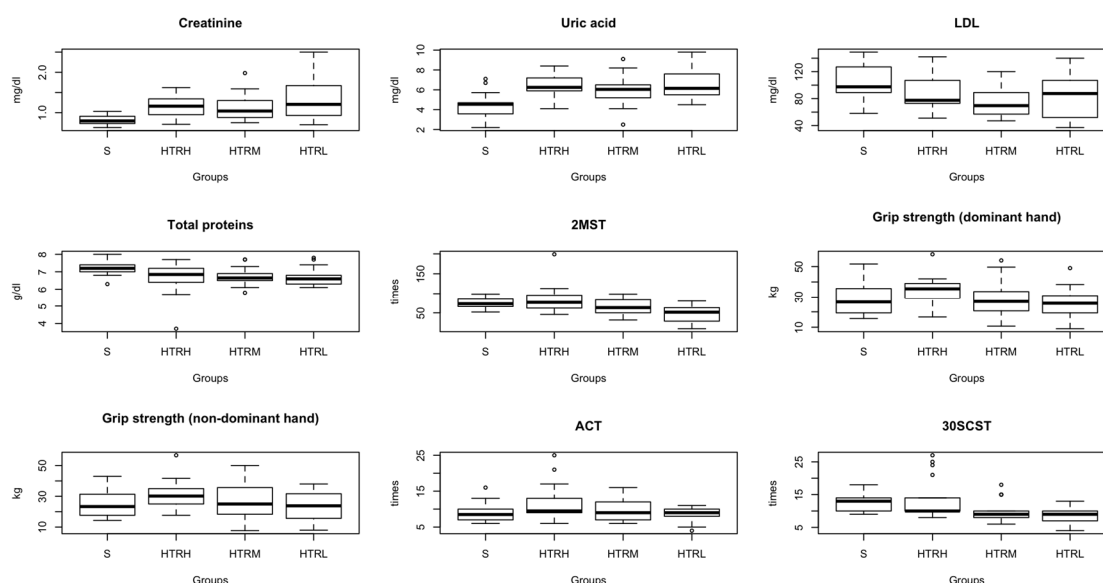 Creatinine
mg/dl
2.0
1.0
S HTRH HTRM HTRL
Groups
Uric acid
mg/dl
10
8
6
4
2
S HTRH HTRM HTRL
Groups
LDL
mg/dl
120
80
40
S HTRH HTRM HTRL
Groups
Total proteins
g/dl
8
7
6
5
4
S HTRH HTRM HTRL
Groups
2MST
times
150
50
S HTRH HTRM HTRL
Groups
Grip strength (dominant hand)
kg
50
30
10
S HTRH HTRM HTRL
Groups
Grip strength (non-dominant hand)
kg
50
30
10
S HTRH HTRM HTRL
Groups
ACT
times
25
15
5
S HTRH HTRM HTRL
Groups
30SCST
times
25
15
5
S HTRH HTRM HTRL
Groups